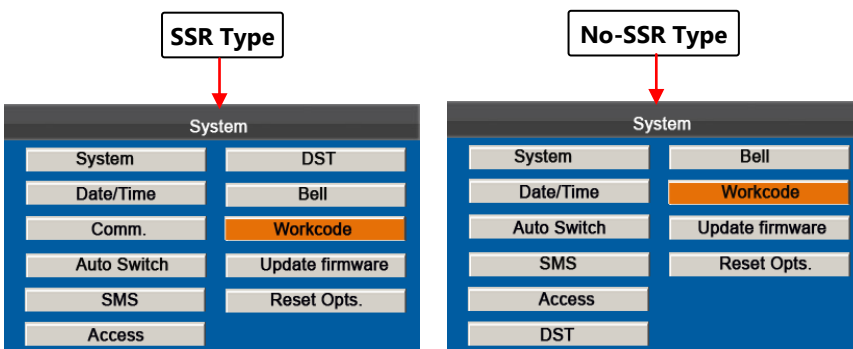 SSR Type
No-SSR Type
System
System DST
Date/Time Bell
Comm. Workcode
Auto Switch Update firmware
SMS Reset Opts.
Access
System
System Bell
Date/Time Workcode
Auto Switch Update firmware
SMS Reset Opts.
Access
DST